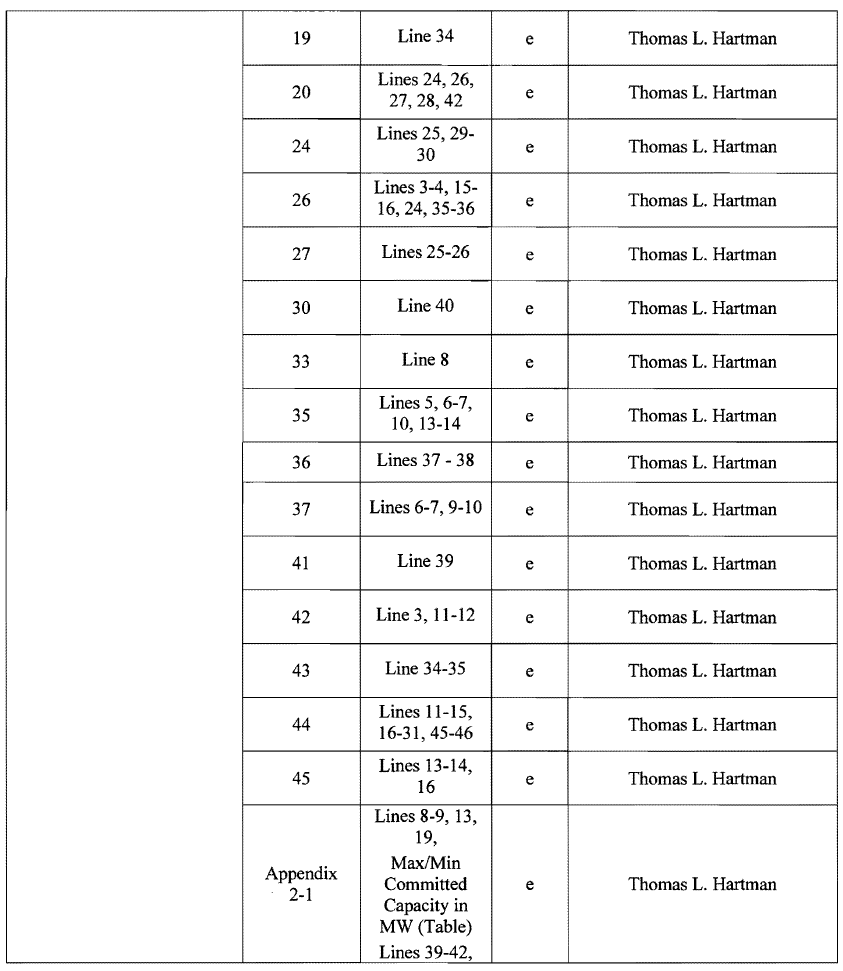 19 Line 34 e Thomas L. Hartman
20 Lines 24, 26, 27, 28, 42 e Thomas L. Hartman
24 Lines 25, 29-30 e Thomas L. Hartman
26 Lines 3-4, 15-16, 24, 35-36 e Thomas L. Hartman
27 Lines 25-26 e Thomas L. Hartman
30 Line 40 e Thomas L. Hartman
33 Line 8 e Thomas L. Hartman
35 Lines 5, 6-7, 10, 13-14 e Thomas L. Hartman
36 Lines 37 - 38 e Thomas L. Hartman
37 Lines 6-7, 9-10 e Thomas L. Hartman
41 Line 39 e Thomas L. Hartman
42 Line 3, 11-12 e Thomas L. Hartman
43 Line 34-35 e Thomas L. Hartman
44 Lines 11-15, 16-31, 45-46 e Thomas L. Hartman
45 Lines 13-14, 16 e Thomas L. Hartman
Appendix 2-1 Lines 8-9, 13, 19, Max/Min Committed Capacity in MW (Table) Lines 39-42, e Thomas L. Hartman